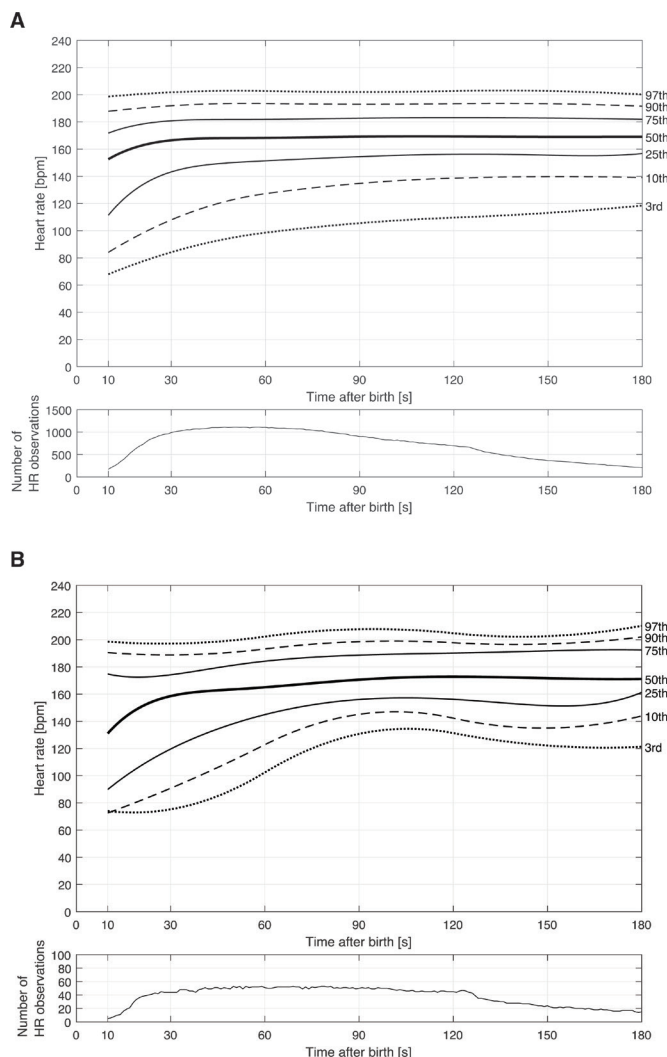 A
240
220
200
180
160
140
120
100
80
60
40
20
0
Heart rate [bpm]
97th
90th
75th
50th
25th
10th
3rd
0 10 30 60 90 120 150 180
Time after birth [s]
1500
1000
500
0
Number of
HR observations
0 10 30 60 90 120 150 180
Time after birth [s]
B
240
220
200
180
160
140
120
100
80
60
40
20
0
Heart rate [bpm]
97th
90th
75th
50th
25th
10th
3rd
0 10 30 60 90 120 150 180
Time after birth [s]
100
80
60
40
20
0
Number of
HR observations
0 10 30 60 90 120 150 180
Time after birth [s]